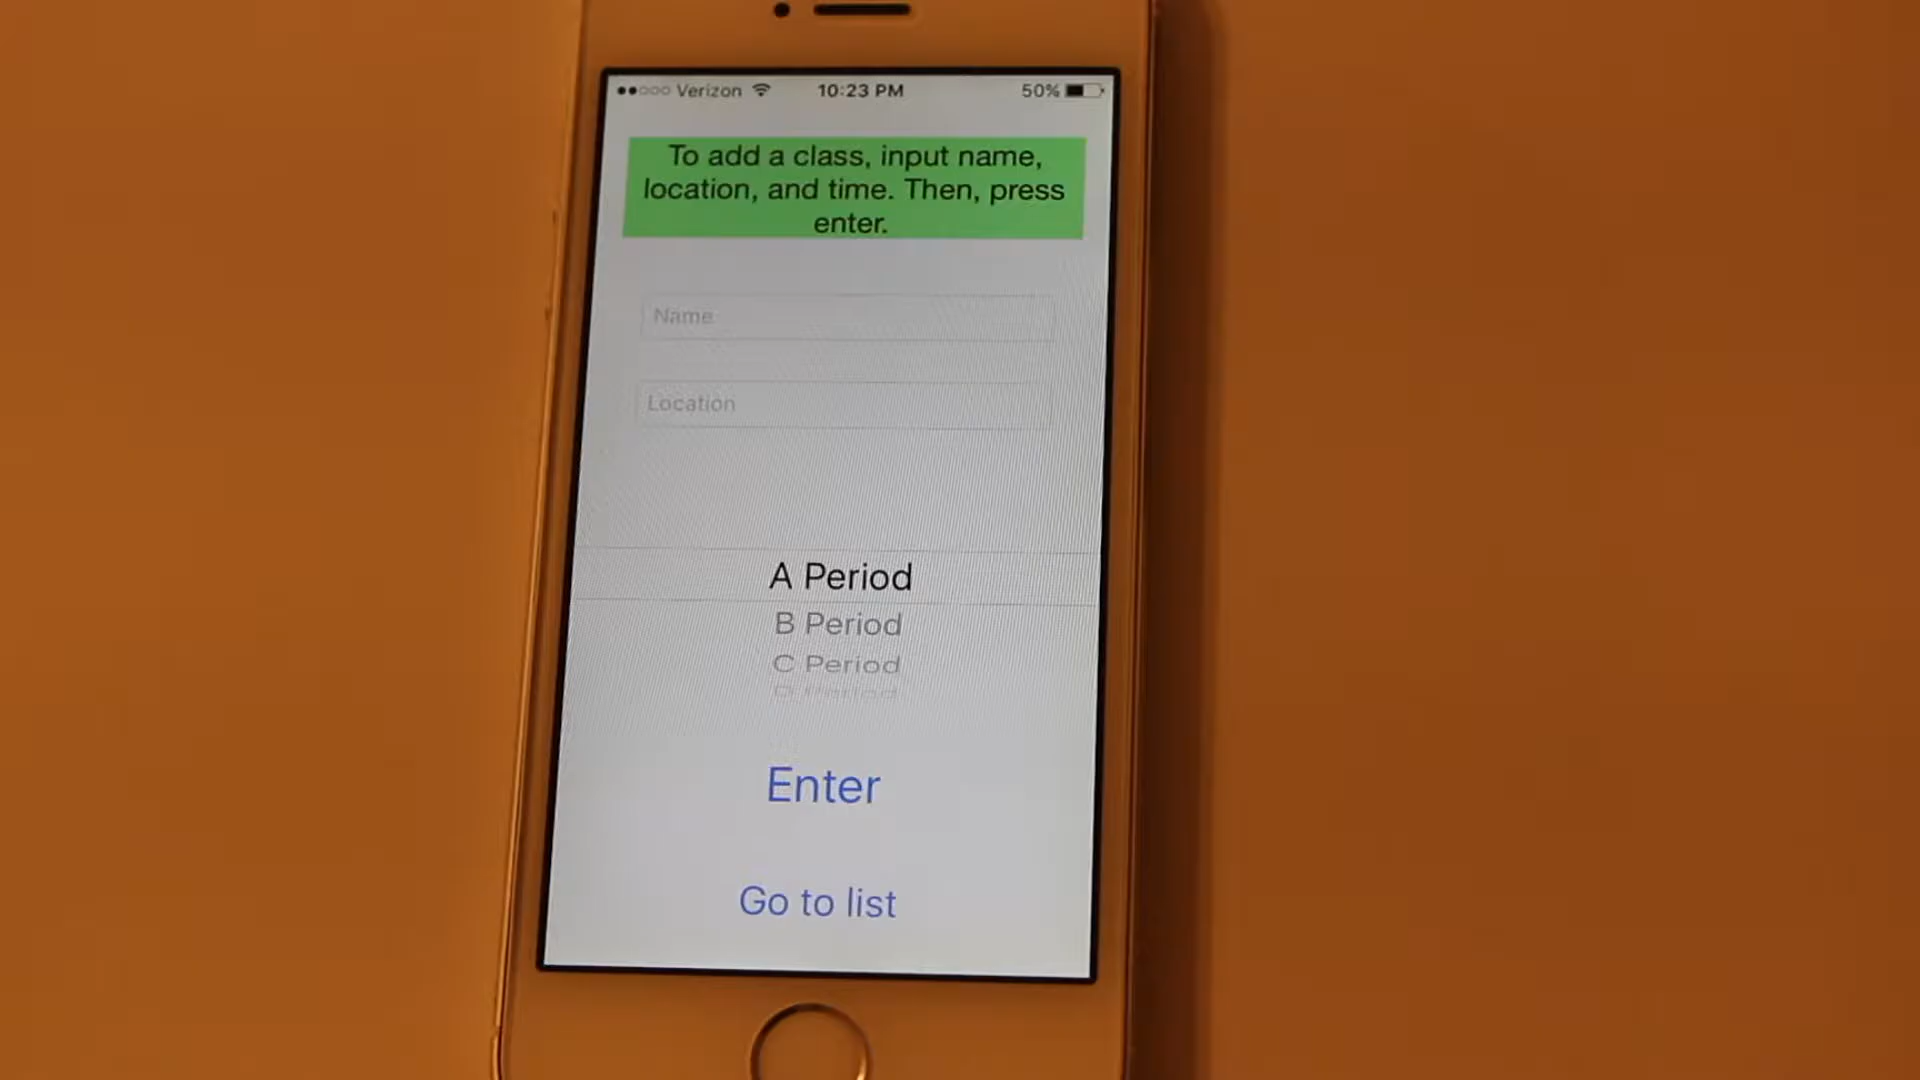 Verizon 10:23 PM 50%
To add a class, input name,
location, and time. Then, press
enter.
Name
Location
A Period
B Period
C Period
D Period
Enter
Go to list